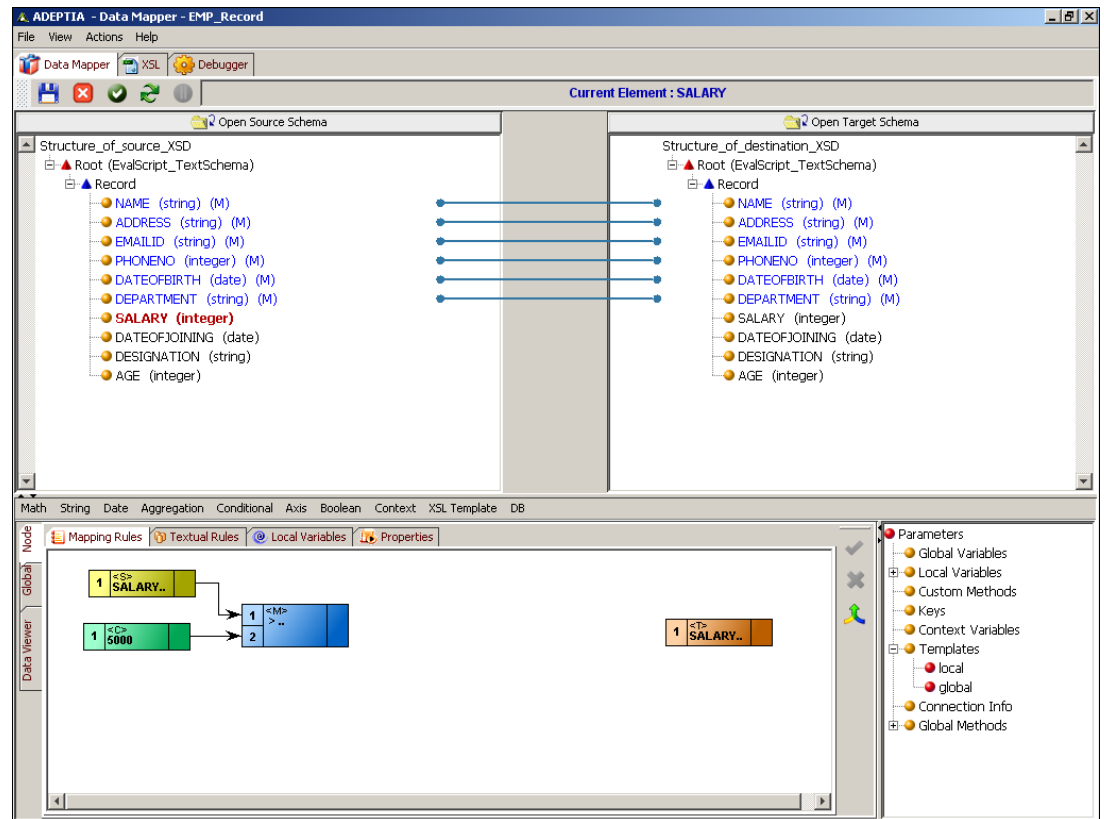 ADEPTIA - Data Mapper - EMP_Record
File View Actions Help
Data Mapper XSL Debugger
Current Element : SALARY
Open Source Schema
Open Target Schema
Structure_of_source_XSD
Root (EvalScript_TextSchema)
Record
NAME (string) (M)
ADDRESS (string) (M)
EMAILID (string) (M)
PHONENO (integer) (M)
DATEOFBIRTH (date) (M)
DEPARTMENT (string) (M)
SALARY (integer)
DATEOFJOINING (date)
DESIGNATION (string)
AGE (integer)
Structure_of_destination_XSD
Root (EvalScript_TextSchema)
Record
NAME (string) (M)
ADDRESS (string) (M)
EMAILID (string) (M)
PHONENO (integer) (M)
DATEOFBIRTH (date) (M)
DEPARTMENT (string) (M)
SALARY (integer)
DATEOFJOINING (date)
DESIGNATION (string)
AGE (integer)
Math String Date Aggregation Conditional Axis Boolean Context XSL Template DB
Node
Global
Data Viewer
Mapping Rules Textual Rules Local Variables Properties
1 <S> SALARY..
1 <C> 5000
1 <M> > ..
2
1 <T> SALARY..
Parameters
Global Variables
Local Variables
Custom Methods
Keys
Context Variables
Templates
local
global
Connection Info
Global Methods